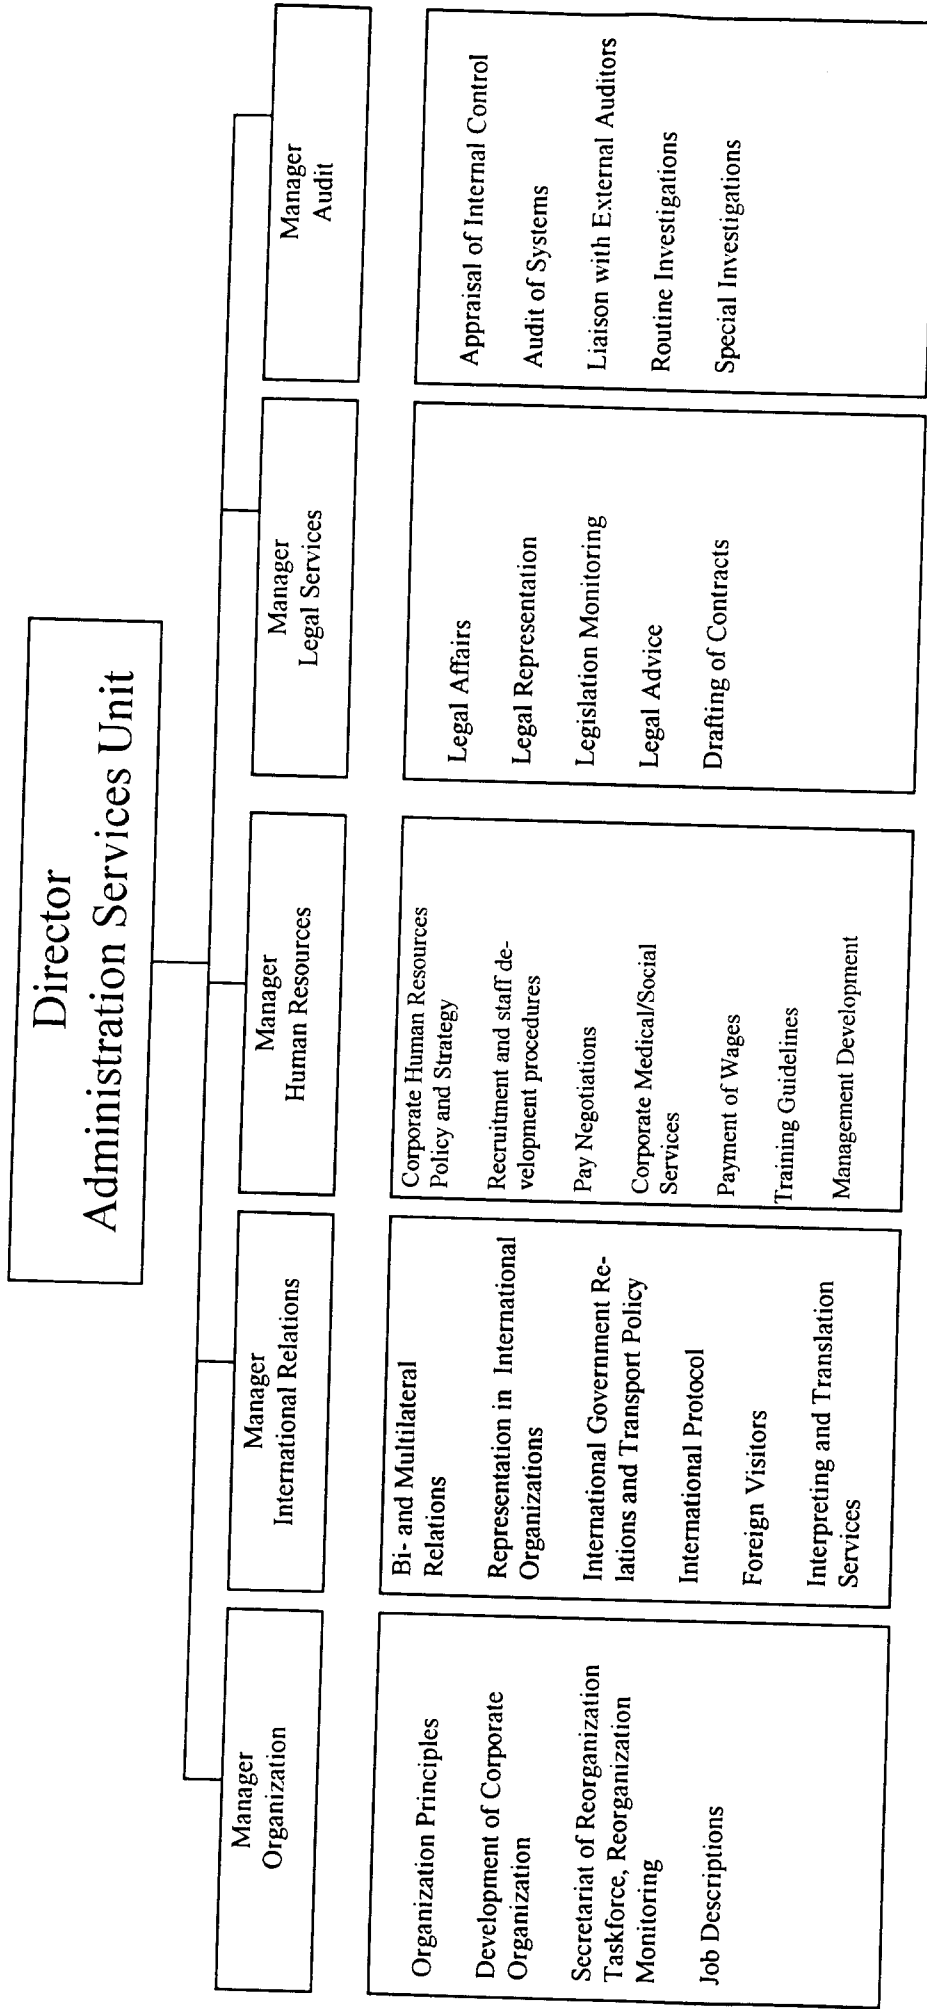 Director
Administration Services Unit
Manager
Organization
Manager
International Relations
Manager
Human Resources
Manager
Legal Services
Manager
Audit
Organization Principles
Development of Corporate
Organization
Secretariat of Reorganization
Taskforce, Reorganization
Monitoring
Job Descriptions
Bi- and Multilateral
Relations
Representation in International
Organizations
International Government Re-
lations and Transport Policy
International Protocol
Foreign Visitors
Interpreting and Translation
Services
Corporate Human Resources
Policy and Strategy
Recruitment and staff de-
velopment procedures
Pay Negotiations
Corporate Medical/Social
Services
Payment of Wages
Training Guidelines
Management Development
Legal Affairs
Legal Representation
Legislation Monitoring
Legal Advice
Drafting of Contracts
Appraisal of Internal Control
Audit of Systems
Liaison with External Auditors
Routine Investigations
Special Investigations